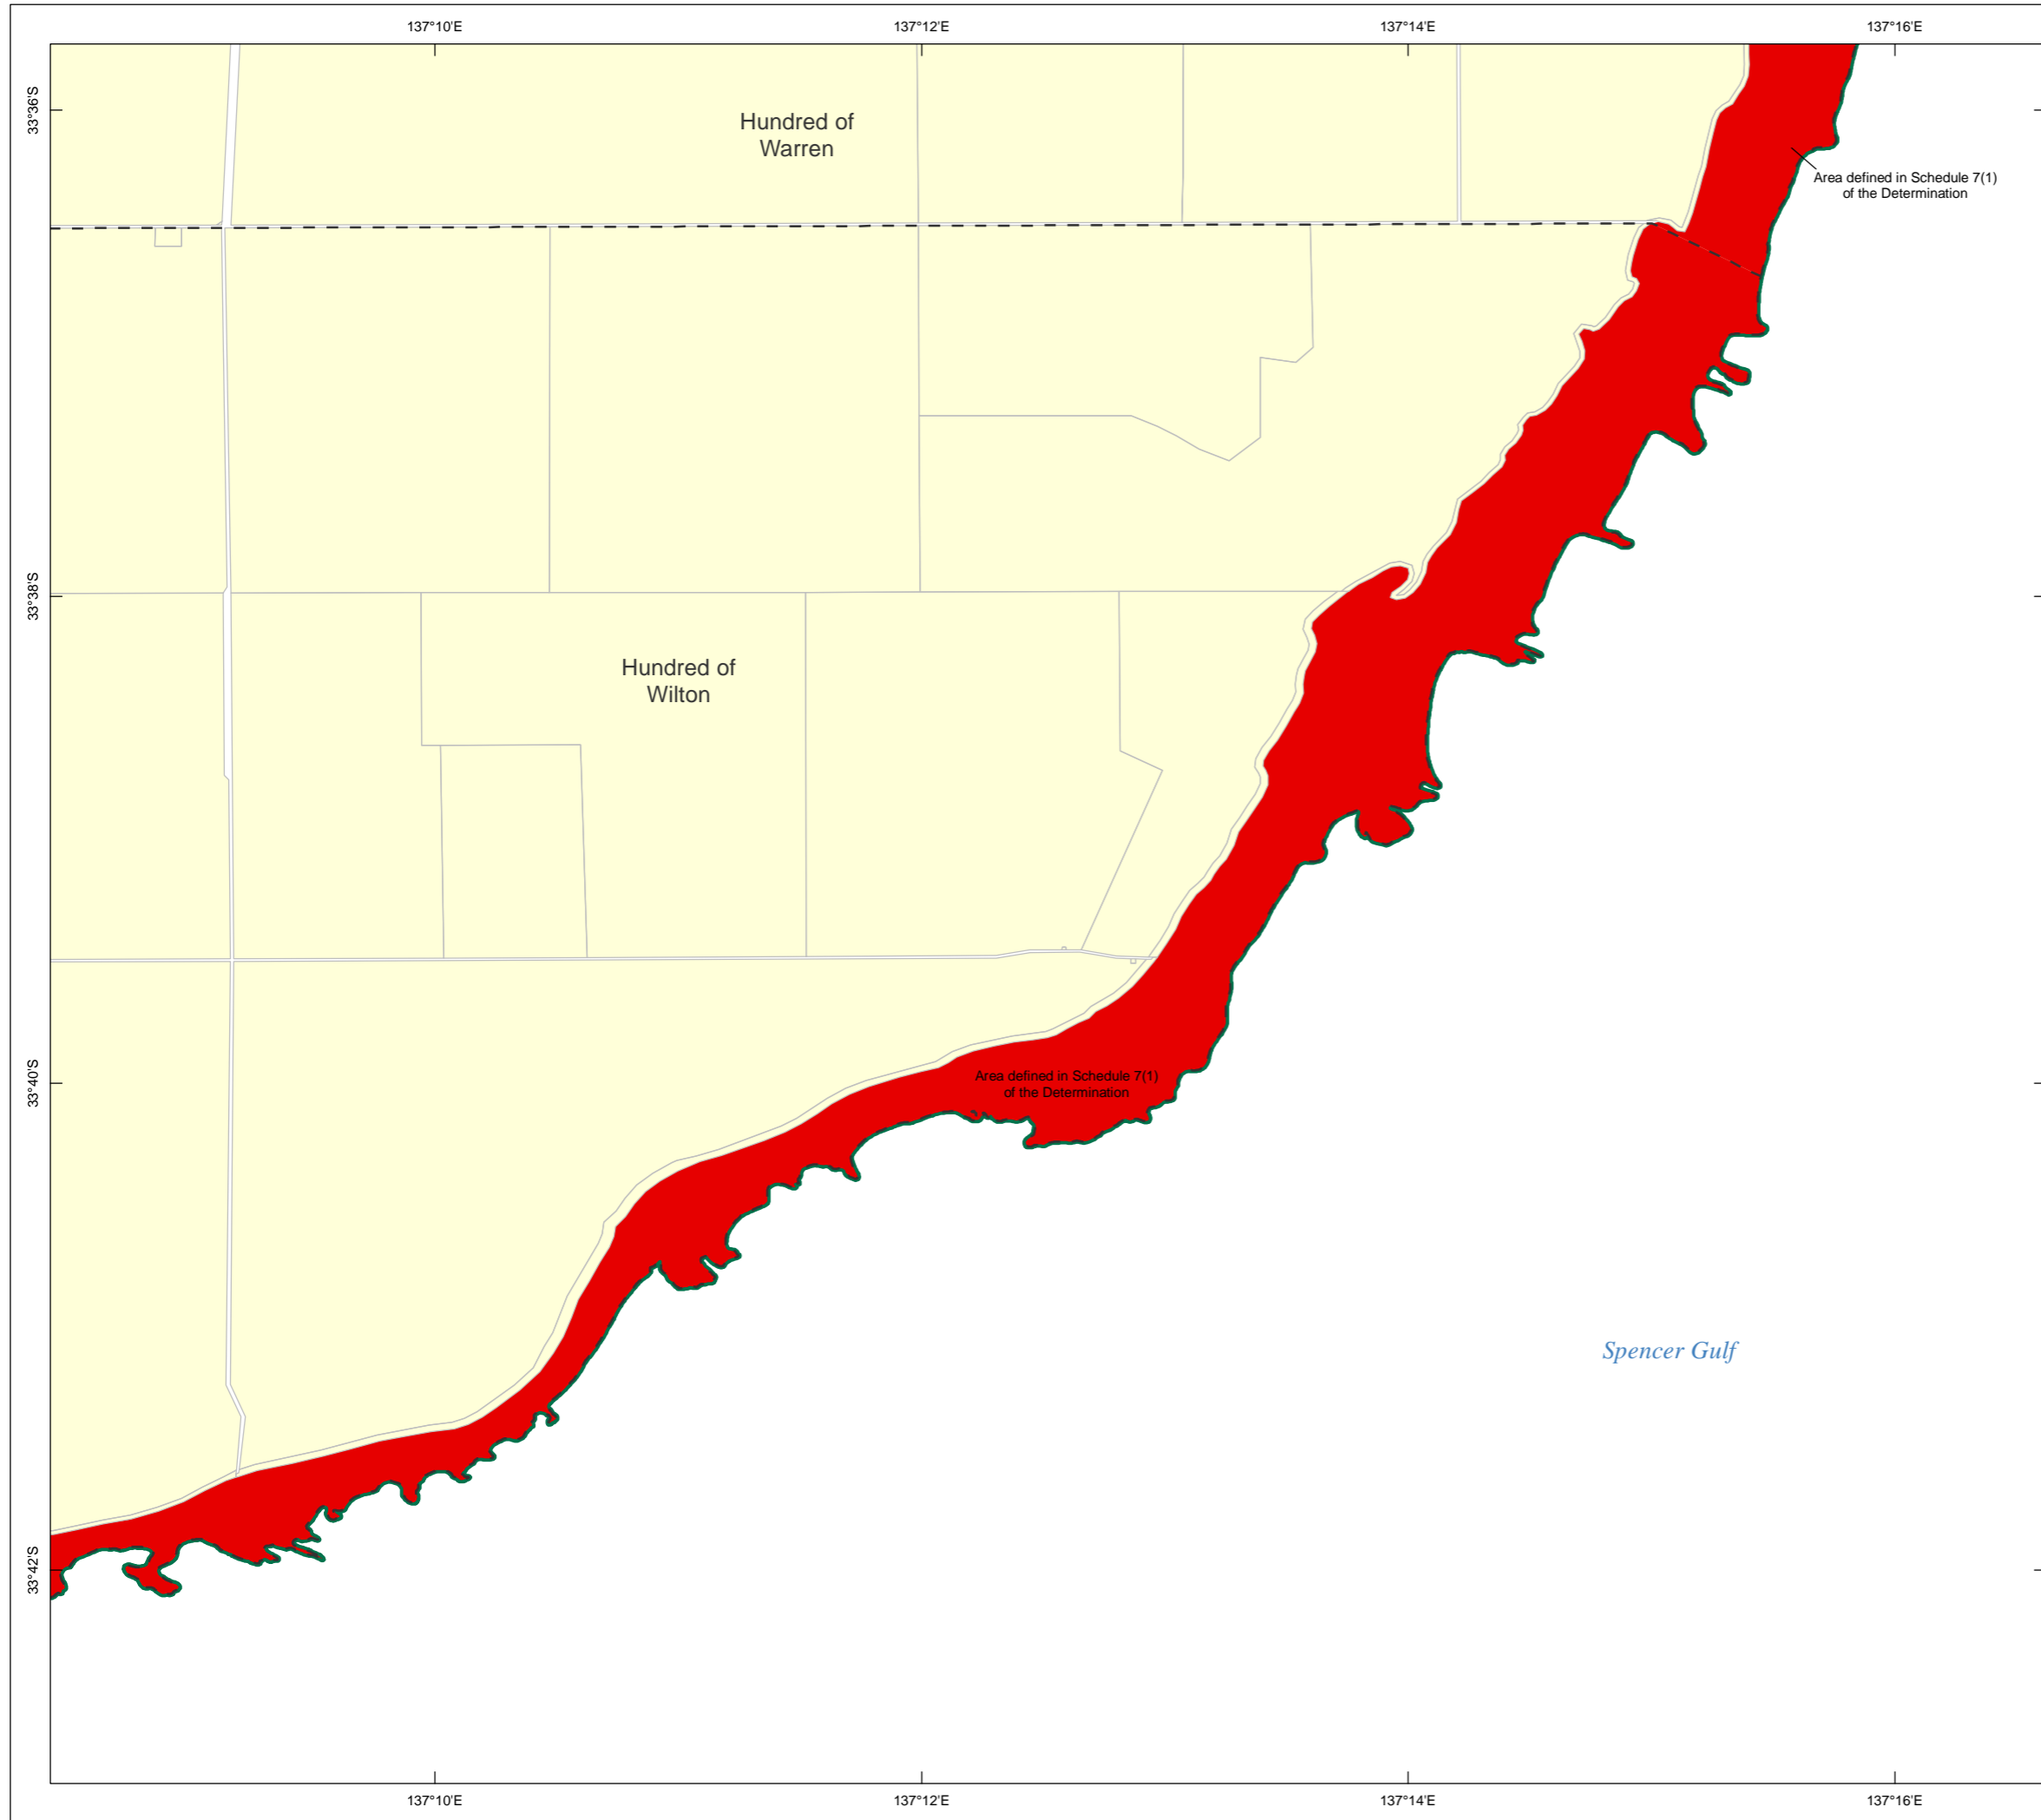 137°10'E
137°12'E
137°14'E
137°16'E
33°36'S
Hundred of
Warren
Area defined in Schedule 7(1)
of the Determination
33°38'S
Hundred of
Wilton
33°40'S
Area defined in Schedule 7(1)
of the Determination
Spencer Gulf
33°42'S
137°10'E
137°12'E
137°14'E
137°16'E